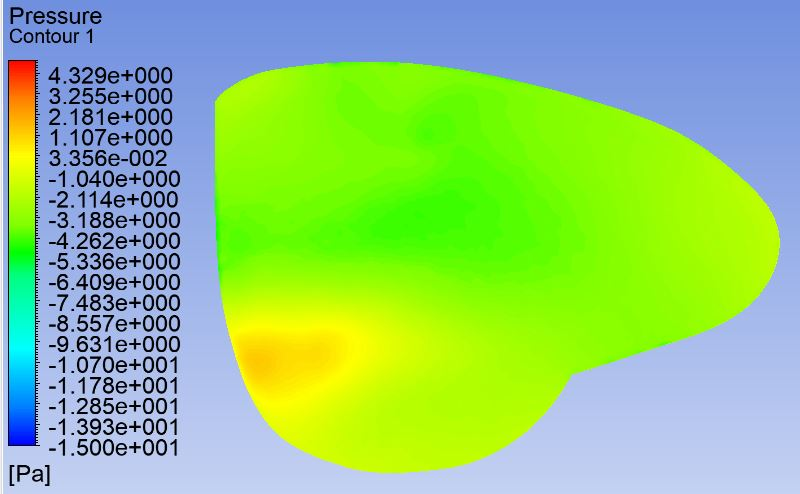 Pressure
Contour 1
4.329e+000
3.255e+000
2.181e+000
1.107e+000
3.356e-002
-1.040e+000
-2.114e+000
-3.188e+000
-4.262e+000
-5.336e+000
-6.409e+000
-7.483e+000
-8.557e+000
-9.631e+000
-1.070e+001
-1.178e+001
-1.285e+001
-1.393e+001
-1.500e+001
[Pa]